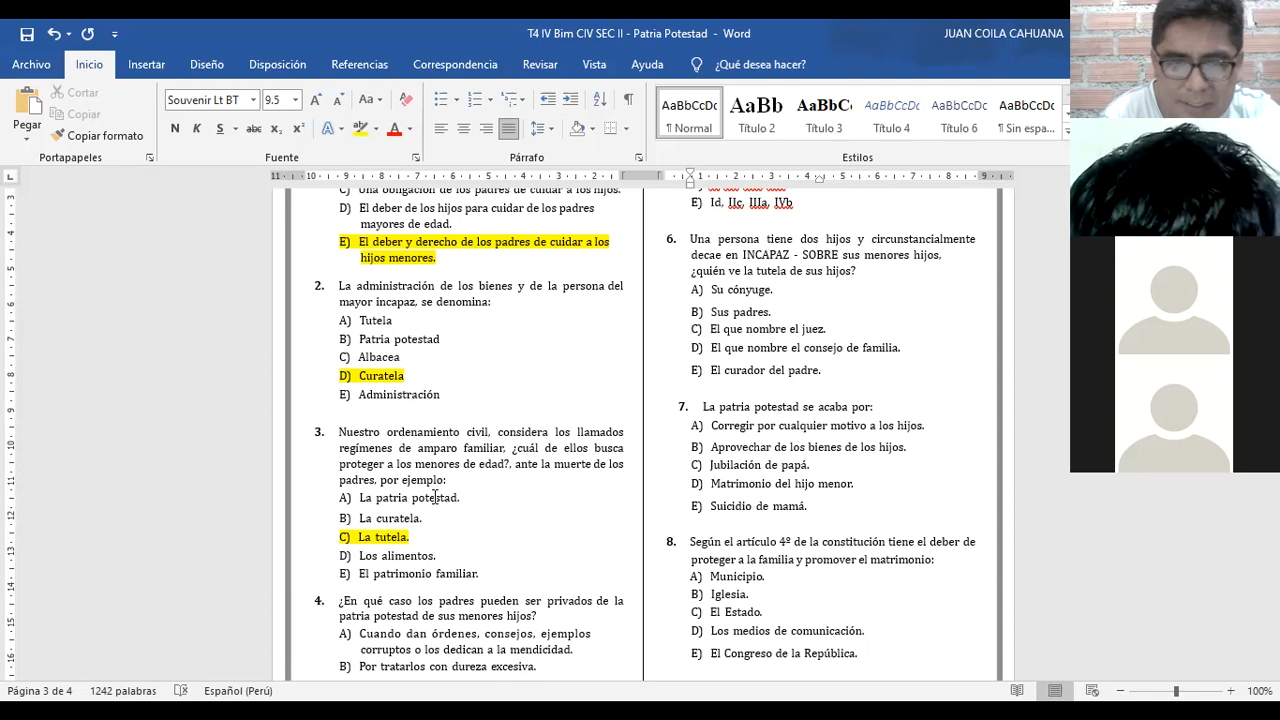 T4 IV Bim CIV SEC II - Patria Potestad - Word
JUAN COILA CAHUANA
Archivo
Inicio
Insertar
Diseño
Disposición
Referencias
Correspondencia
Revisar
Vista
Ayuda
¿Qué desea hacer?
Pegar
Cortar
Copiar
Copiar formato
Portapapeles
Souvenir Lt BT
9.5
Fuente
Párrafo
AaBbCcDc
¶ Normal
AaBb
Título 2
AaBbCc
Título 3
AaBbCcDc
Título 4
AaBbCcDc
Título 6
AaBbCcDc
¶ Sin espa...
Estilos
C) Una obligación de los padres de cuidar a los hijos.
D) El deber de los hijos para cuidar de los padres
mayores de edad.
E) El deber y derecho de los padres de cuidar a los
hijos menores.
2. La administración de los bienes y de la persona del
mayor incapaz, se denomina:
A) Tutela
B) Patria potestad
C) Albacea
D) Curatela
E) Administración
3. Nuestro ordenamiento civil, considera los llamados
regímenes de amparo familiar, ¿cuál de ellos busca
proteger a los menores de edad?, ante la muerte de los
padres, por ejemplo:
A) La patria potestad.
B) La curatela.
C) La tutela.
D) Los alimentos.
E) El patrimonio familiar.
4. ¿En qué caso los padres pueden ser privados de la
patria potestad de sus menores hijos?
A) Cuando dan órdenes, consejos, ejemplos
corruptos o los dedican a la mendicidad.
B) Por tratarlos con dureza excesiva.
E) Id, IIc, IIIa, IVb
6. Una persona tiene dos hijos y circunstancialmente
decae en INCAPAZ - SOBRE sus menores hijos,
¿quién ve la tutela de sus hijos?
A) Su cónyuge.
B) Sus padres.
C) El que nombre el juez.
D) El que nombre el consejo de familia.
E) El curador del padre.
7. La patria potestad se acaba por:
A) Corregir por cualquier motivo a los hijos.
B) Aprovechar de los bienes de los hijos.
C) Jubilación de papá.
D) Matrimonio del hijo menor.
E) Suicidio de mamá.
8. Según el artículo 4º de la constitución tiene el deber de
proteger a la familia y promover el matrimonio:
A) Municipio.
B) Iglesia.
C) El Estado.
D) Los medios de comunicación.
E) El Congreso de la República.
Página 3 de 4
1242 palabras
Español (Perú)
100%